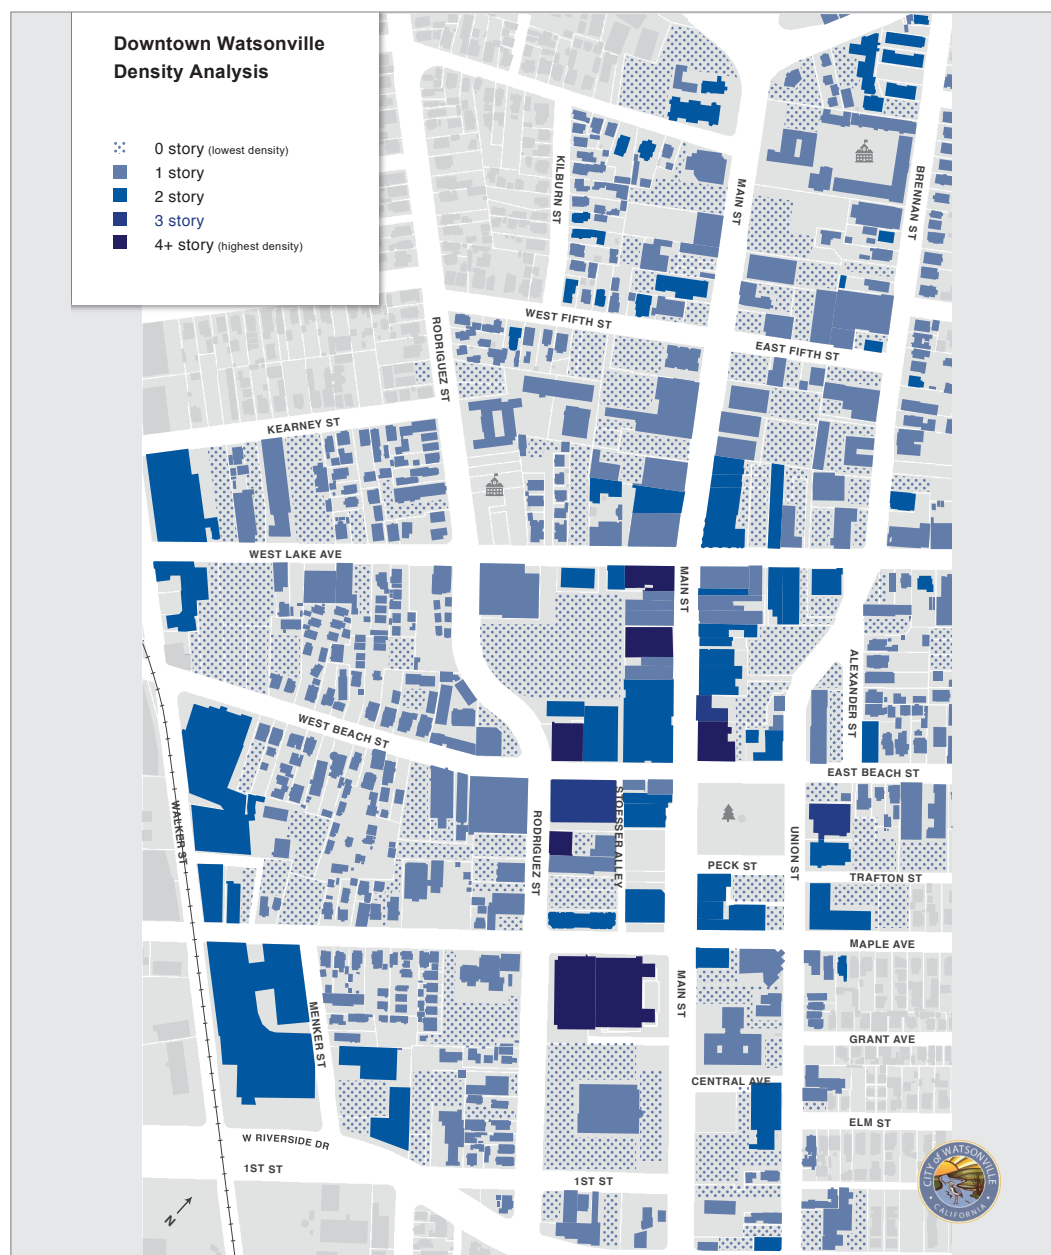 Downtown Watsonville
Density Analysis
0 story (lowest density)
1 story
2 story
3 story
4+ story (highest density)
KILBURN ST
MAIN ST
BRENNAN ST
WEST FIFTH ST
EAST FIFTH ST
RODRIGUEZ ST
KEARNEY ST
WEST LAKE AVE
MAIN ST
ALEXANDER ST
WEST BEACH ST
EAST BEACH ST
WALKER ST
RODRIGUEZ ST
STOESSER ALLEY
UNION ST
PECK ST
TRAFTON ST
MAPLE AVE
MENKER ST
MAIN ST
GRANT AVE
CENTRAL AVE
ELM ST
W RIVERSIDE DR
1ST ST
1ST ST
N
CITY of WATSONVILLE
CALIFORNIA